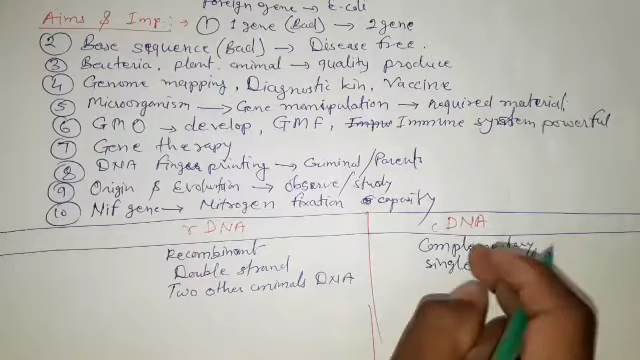 Foreign gene → E-coli
Aims & Imp: → ① 1 gene (Bad) → 2 gene
② Base sequence (Bad) → Disease free.
③ Bacteria, plant, animal → quality produce
④ Genome mapping, Diagnostic kin, Vaccine
⑤ Microorganism → Gene manipulation → Required material
⑥ GMO → develop, GMF, Immune system powerful
⑦ Gene therapy
⑧ DNA Finger printing → Criminal/Parents
⑨ Origin & Evolution → observe/study
⑩ Nif gene → Nitrogen fixation capacity
r DNA
c DNA
Recombinant
Complementary
Double strand
Single
Two other animals DNA